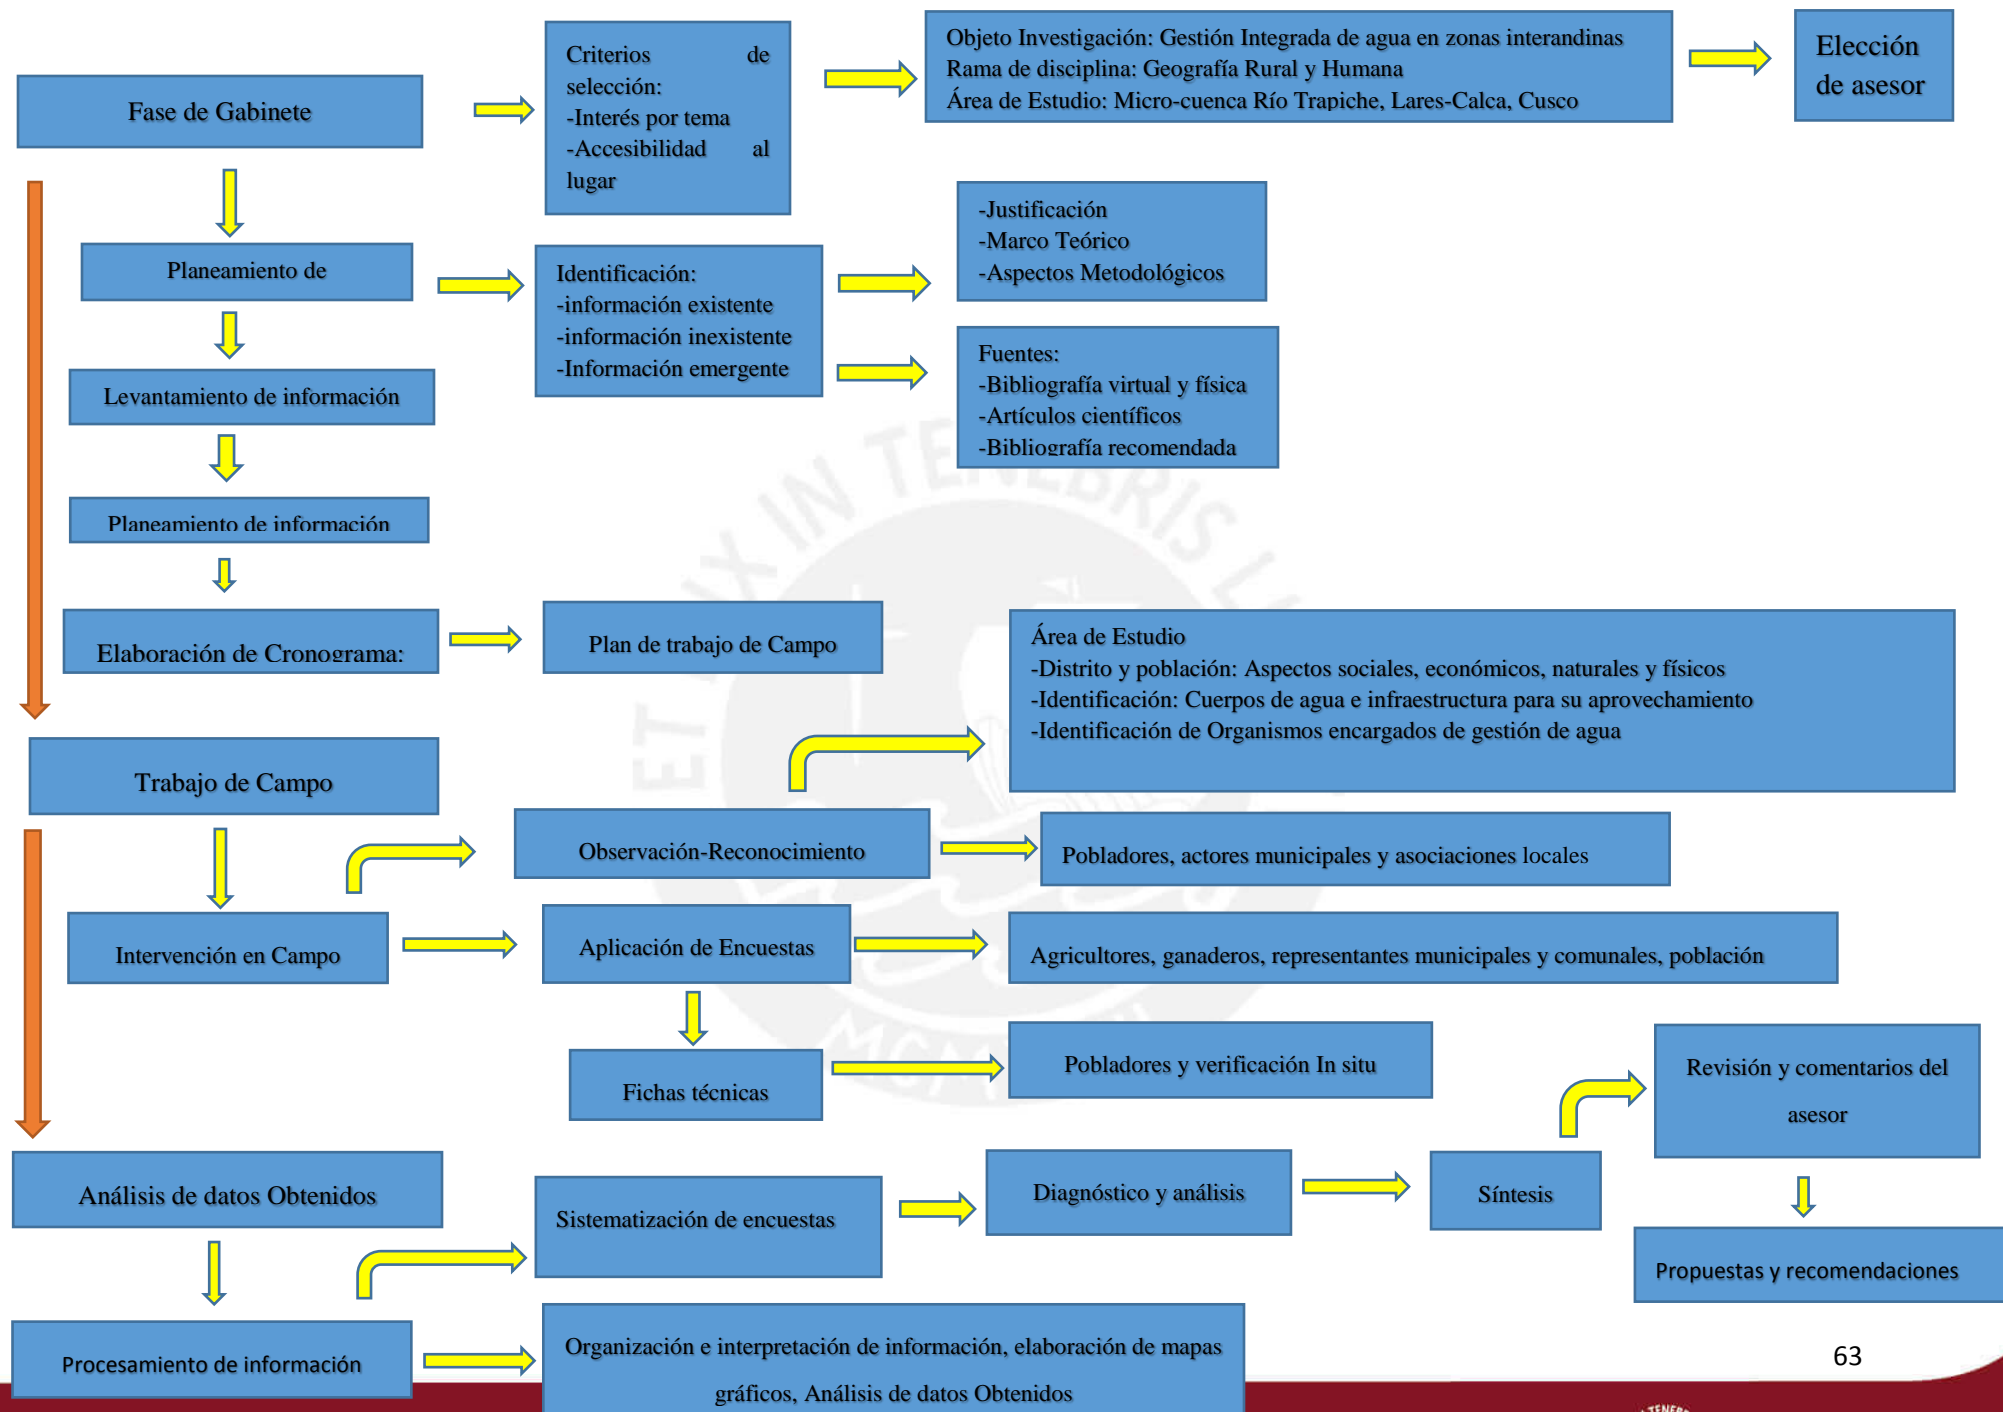 Fase de Gabinete
Criterios de
selección:
-Interés por tema
-Accesibilidad al
lugar
Objeto Investigación: Gestión Integrada de agua en zonas interandinas
Rama de disciplina: Geografía Rural y Humana
Área de Estudio: Micro-cuenca Río Trapiche, Lares-Calca, Cusco
Elección
de asesor
Planeamiento de
Identificación:
-información existente
-información inexistente
-Información emergente
-Justificación
-Marco Teórico
-Aspectos Metodológicos
Fuentes:
-Bibliografía virtual y física
-Artículos científicos
-Bibliografía recomendada
Levantamiento de información
Planeamiento de información
Elaboración de Cronograma:
Plan de trabajo de Campo
Área de Estudio
-Distrito y población: Aspectos sociales, económicos, naturales y físicos
-Identificación: Cuerpos de agua e infraestructura para su aprovechamiento
-Identificación de Organismos encargados de gestión de agua
Trabajo de Campo
Observación-Reconocimiento
Pobladores, actores municipales y asociaciones locales
Intervención en Campo
Aplicación de Encuestas
Agricultores, ganaderos, representantes municipales y comunales, población
Fichas técnicas
Pobladores y verificación In situ
Revisión y comentarios del
asesor
Análisis de datos Obtenidos
Sistematización de encuestas
Diagnóstico y análisis
Síntesis
Propuestas y recomendaciones
Procesamiento de información
Organización e interpretación de información, elaboración de mapas
gráficos, Análisis de datos Obtenidos
63
ET LUX IN TENEBRIS